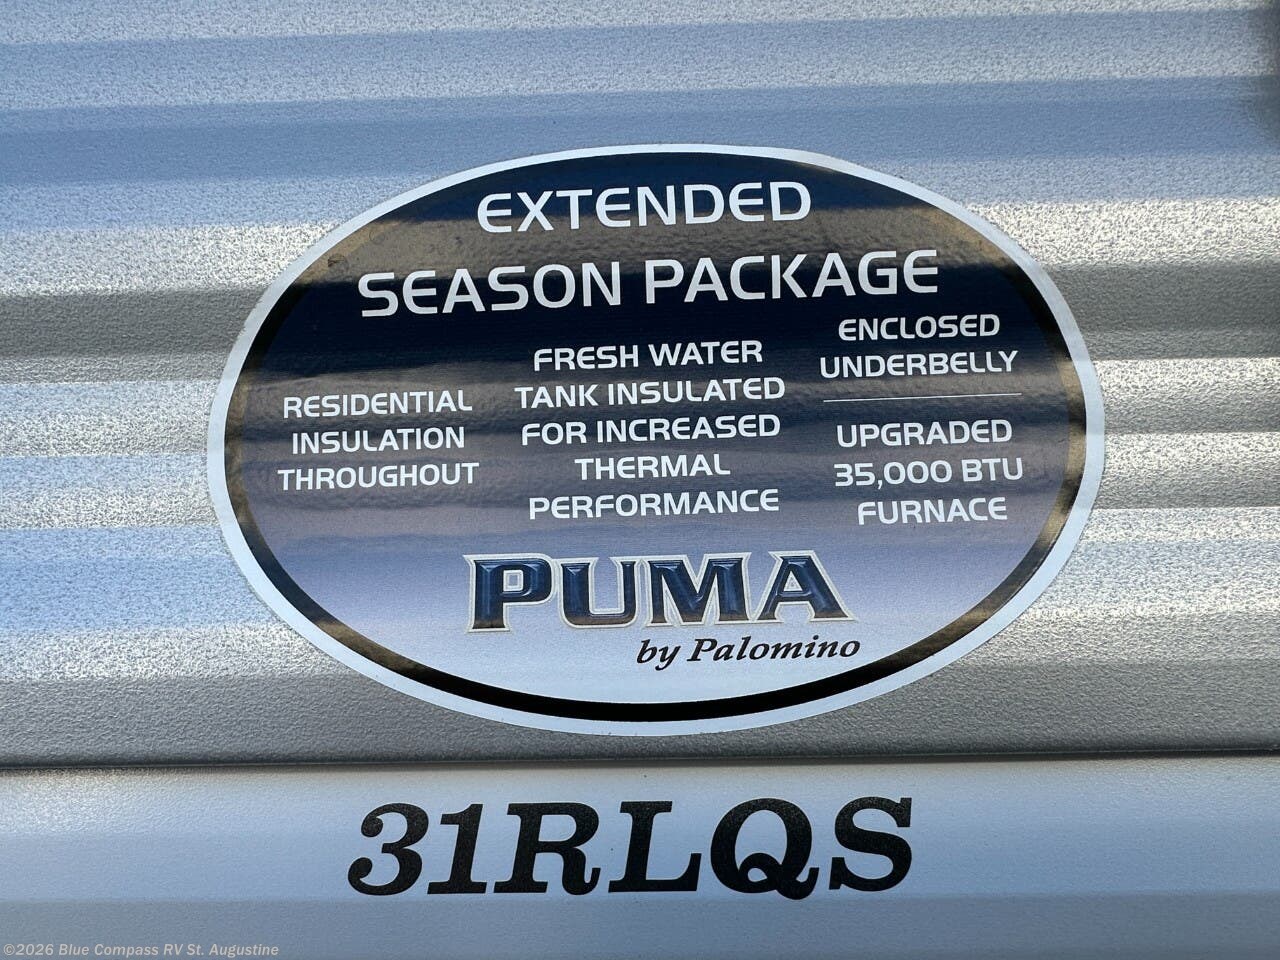 EXTENDED
SEASON PACKAGE
RESIDENTIAL
INSULATION
THROUGHOUT
FRESH WATER
TANK INSULATED
FOR INCREASED
THERMAL
PERFORMANCE
ENCLOSED
UNDERBELLY
UPGRADED
35,000 BTU
FURNACE
PUMA
by Palomino
31RLQS
©2026 Blue Compass RV St. Augustine